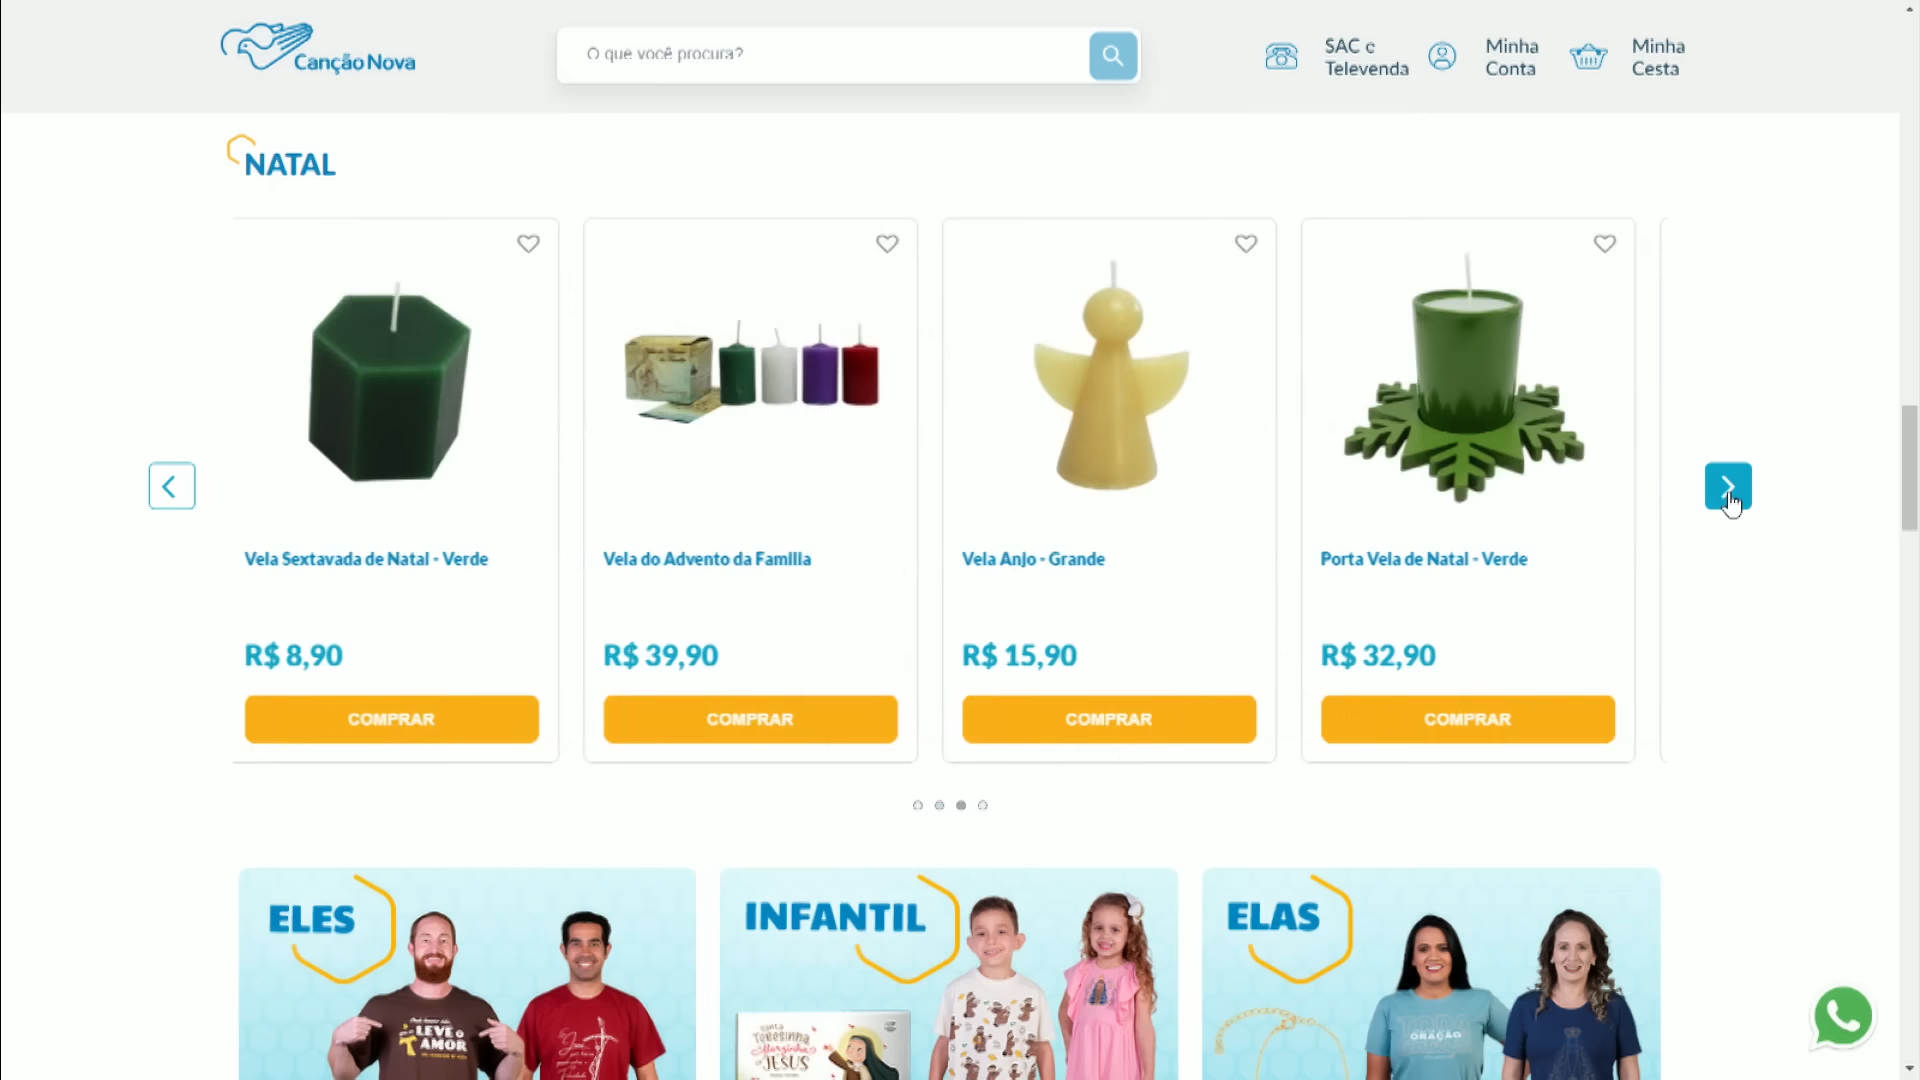 Canção Nova
O que você procura?
SAC e
Televenda
Minha
Conta
Minha
Cesta
NATAL
Vela Sextavada de Natal - Verde
Vela do Advento da Família
Vela Anjo - Grande
Porta Vela de Natal - Verde
R$ 8,90
R$ 39,90
R$ 15,90
R$ 32,90
COMPRAR
COMPRAR
COMPRAR
COMPRAR
ELES
INFANTIL
ELAS
LEVE O
AMOR
Santa
Teresinha
JESUS
ORAÇÃO